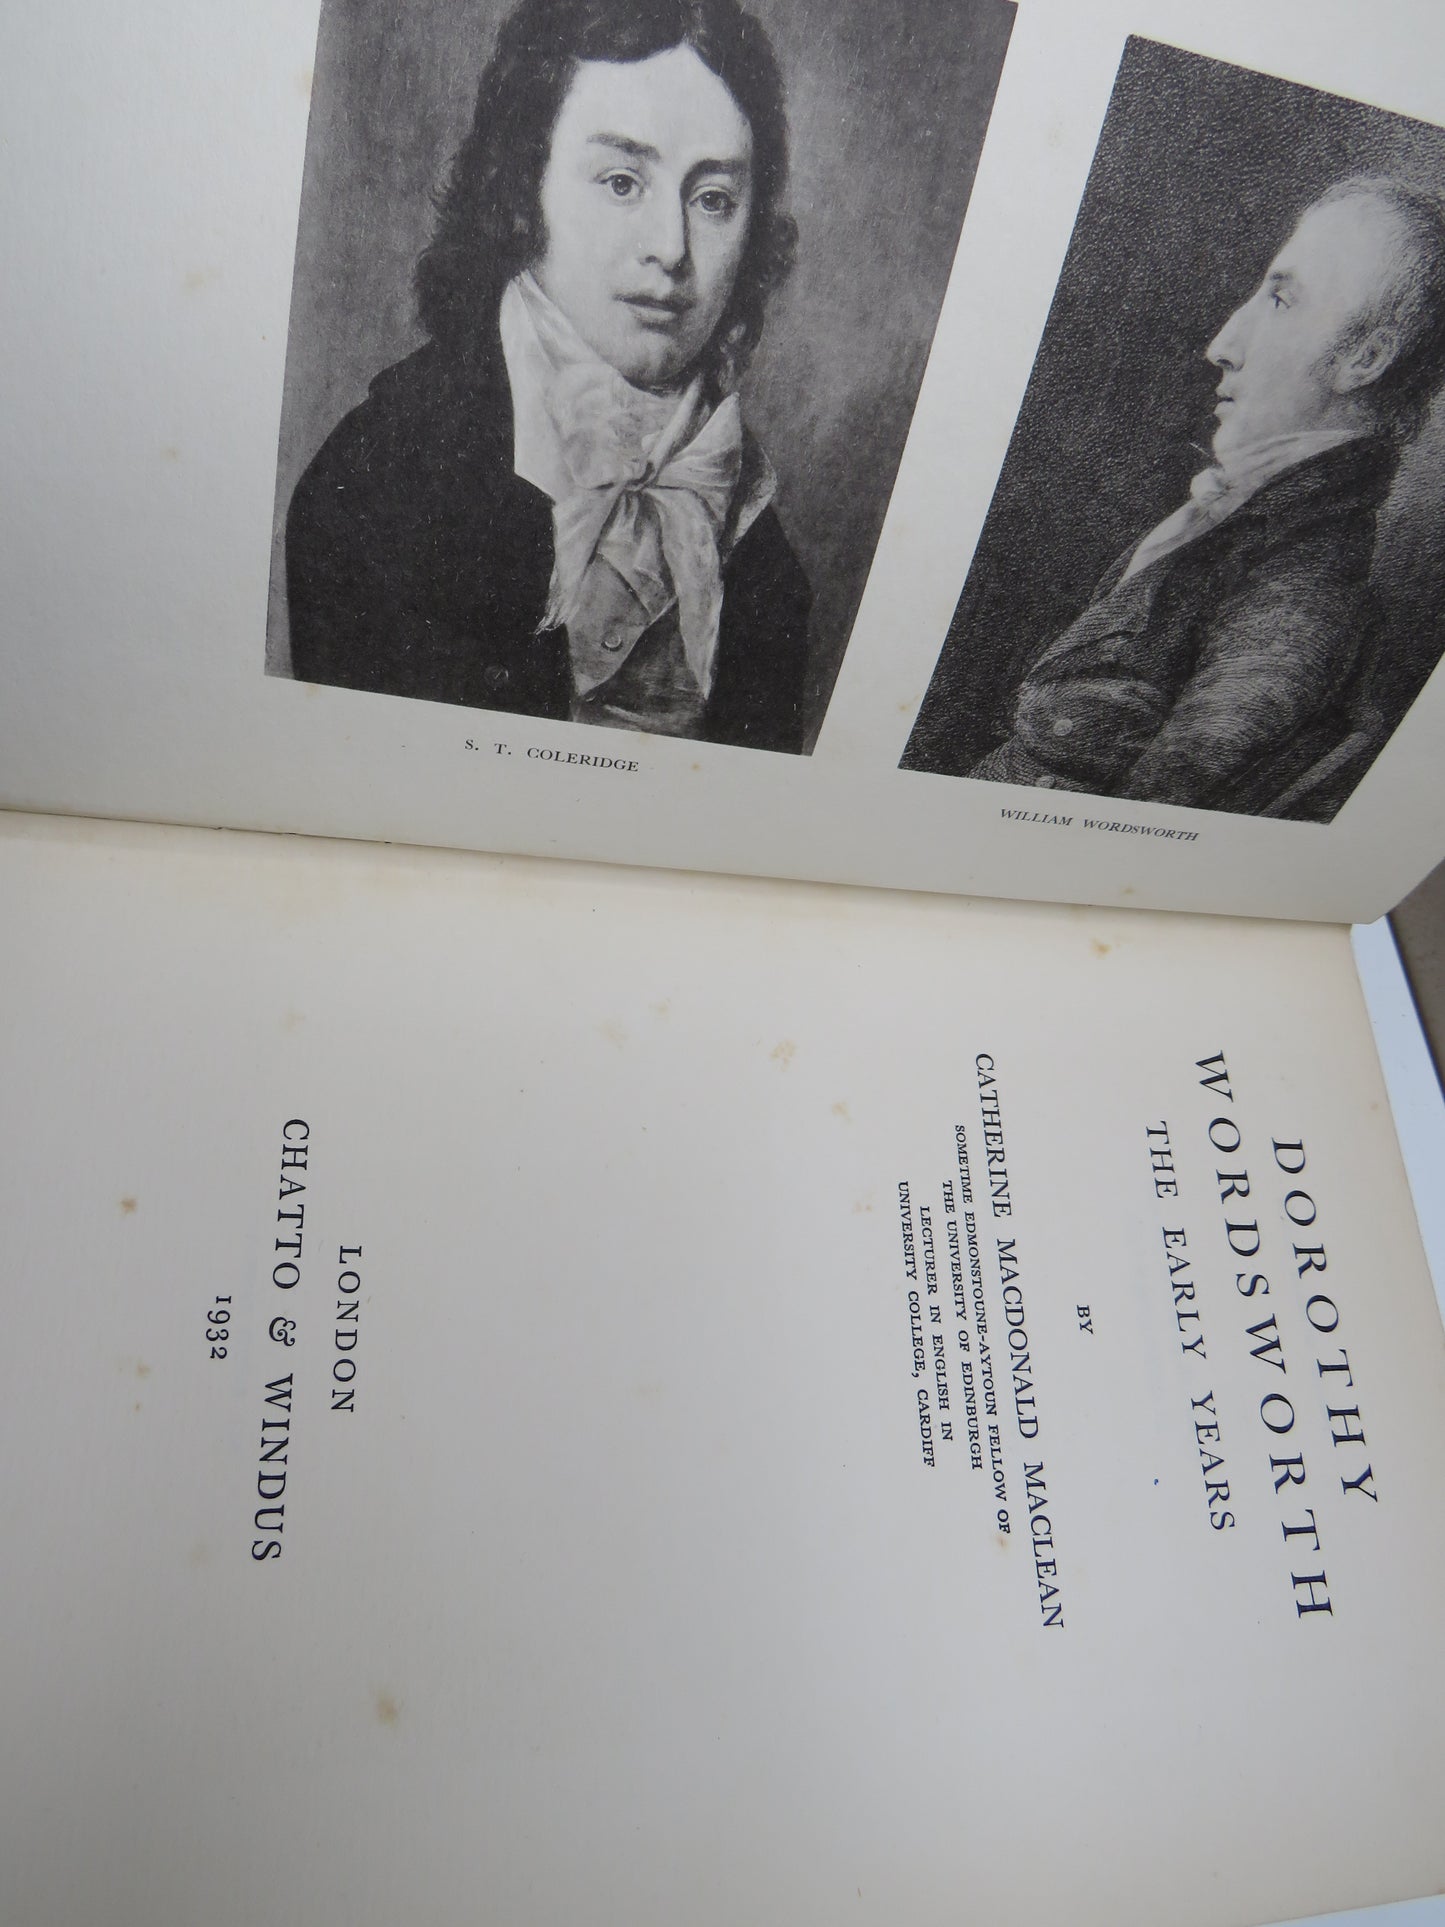 S. T. COLERIDGE
WILLIAM WORDSWORTH
DOROTHY
WORDSWORTH
THE EARLY YEARS
BY
CATHERINE MACDONALD MACLEAN
SOMETIME EDMONSTOUNE-AYTOUN FELLOW OF
THE UNIVERSITY OF EDINBURGH
LECTURER IN ENGLISH IN
UNIVERSITY COLLEGE, CARDIFF
LONDON
CHATTO & WINDUS
1932